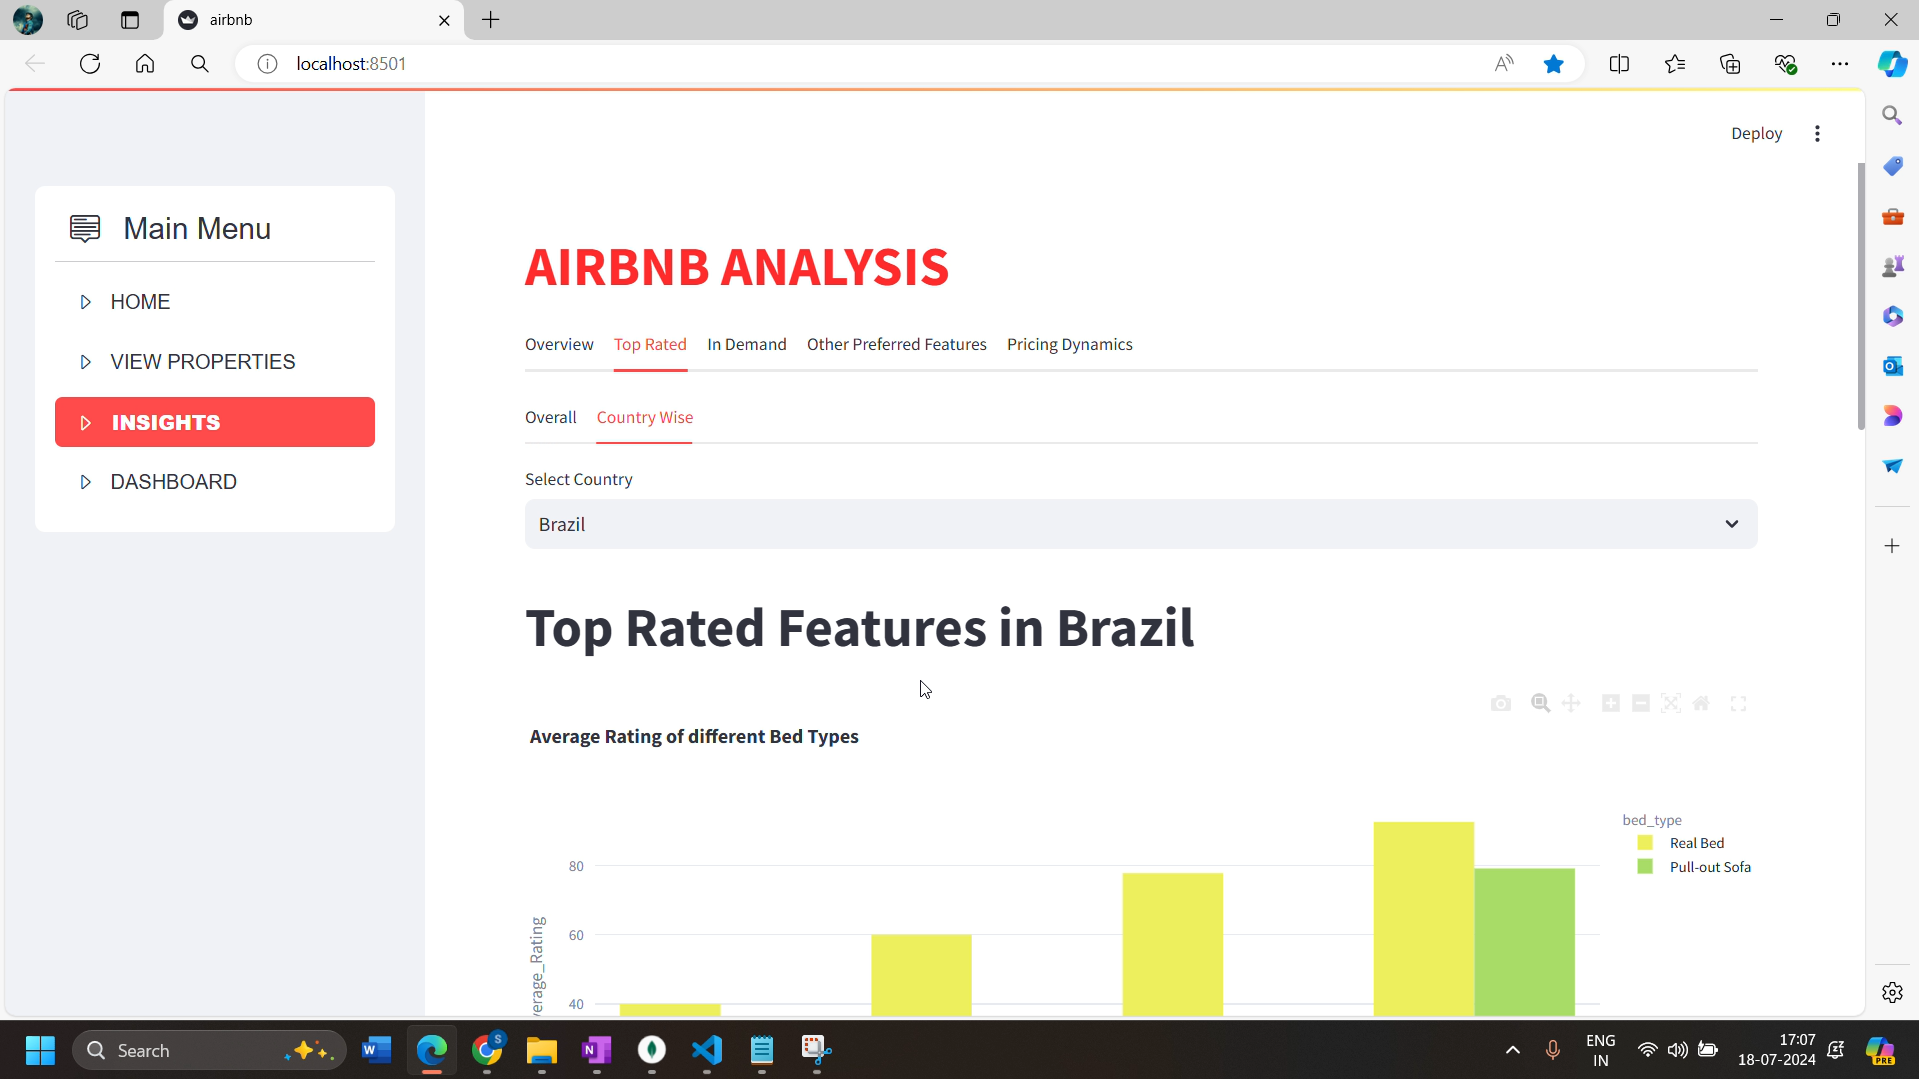 airbnb
localhost:8501
Deploy
Main Menu
HOME
VIEW PROPERTIES
INSIGHTS
DASHBOARD
AIRBNB ANALYSIS
Overview Top Rated In Demand Other Preferred Features Pricing Dynamics
Overall Country Wise
Select Country
Brazil
Top Rated Features in Brazil
Average Rating of different Bed Types
bed_type
Real Bed
Pull-out Sofa
80
60
40
Search
S
ENG
IN
17:07
18-07-2024
PRE